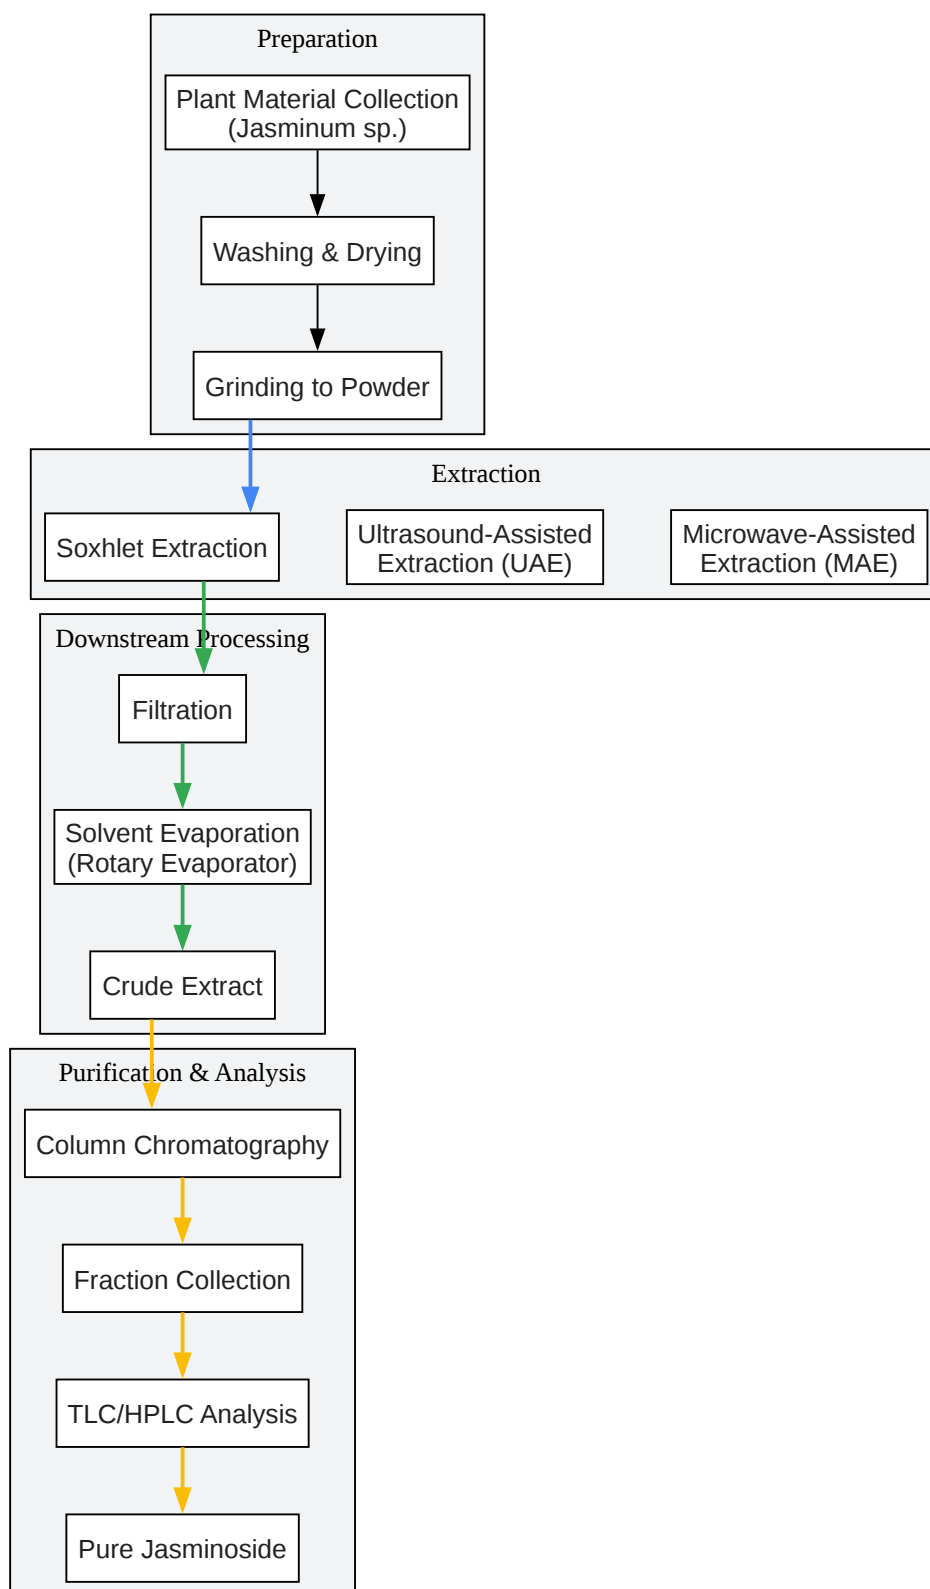 Preparation
Plant Material Collection
(Jasminum sp.)
Washing & Drying
Grinding to Powder
Extraction
Soxhlet Extraction
Ultrasound-Assisted
Extraction (UAE)
Microwave-Assisted
Extraction (MAE)
Downstream Processing
Filtration
Solvent Evaporation
(Rotary Evaporator)
Crude Extract
Purification & Analysis
Column Chromatography
Fraction Collection
TLC/HPLC Analysis
Pure Jasminoside